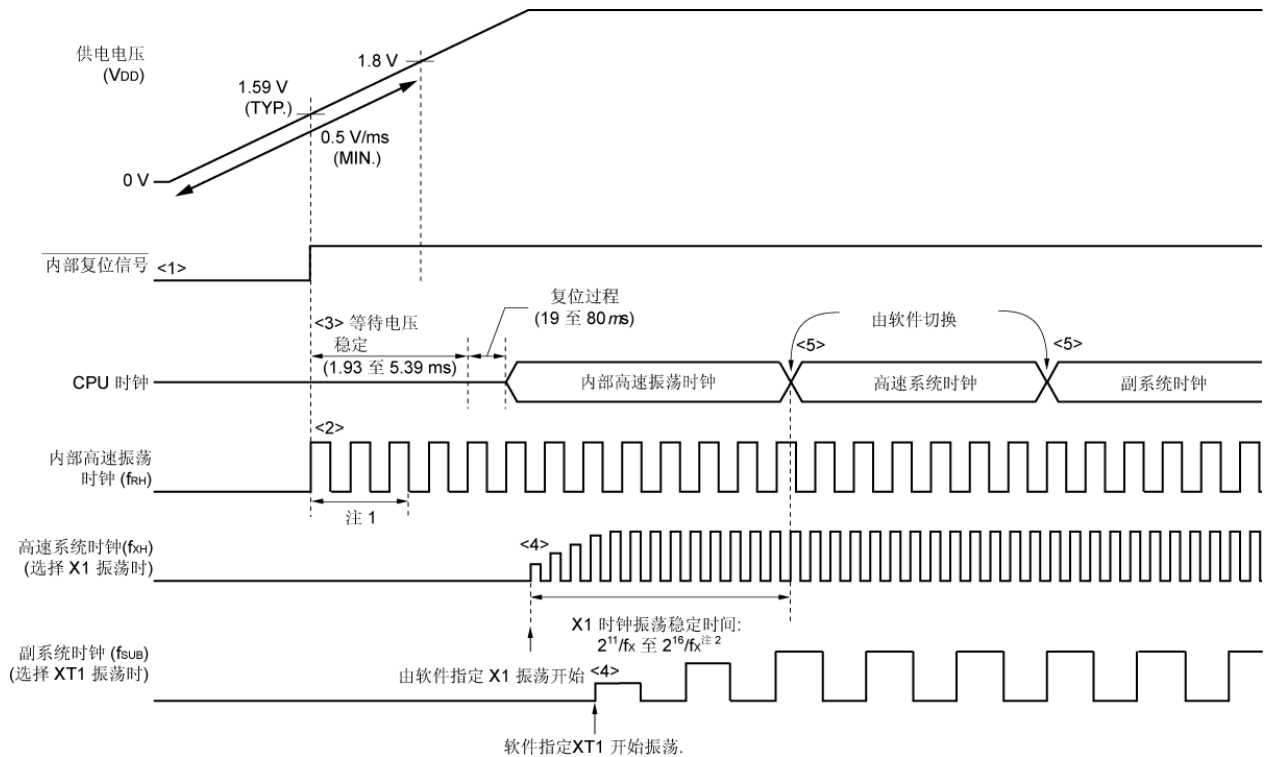 供电电压
(VDD)
1.8 V
1.59 V
(TYP.)
0.5 V/ms
(MIN.)
0 V
内部复位信号
<1>
<3> 等待电压
稳定
(1.93 至 5.39 ms)
复位过程
(19 至 80 ms)
由软件切换
<5>
<5>
CPU 时钟
内部高速振荡时钟
高速系统时钟
副系统时钟
<2>
内部高速振荡
时钟 (fRH)
注 1
高速系统时钟(fXH)
(选择 X1 振荡时)
<4>
X1 时钟振荡稳定时间:
2¹¹/fX 至 2¹⁶/fX 注 2
副系统时钟 (fSUB)
(选择 XT1 振荡时)
由软件指定 X1 振荡开始
<4>
软件指定XT1 开始振荡.